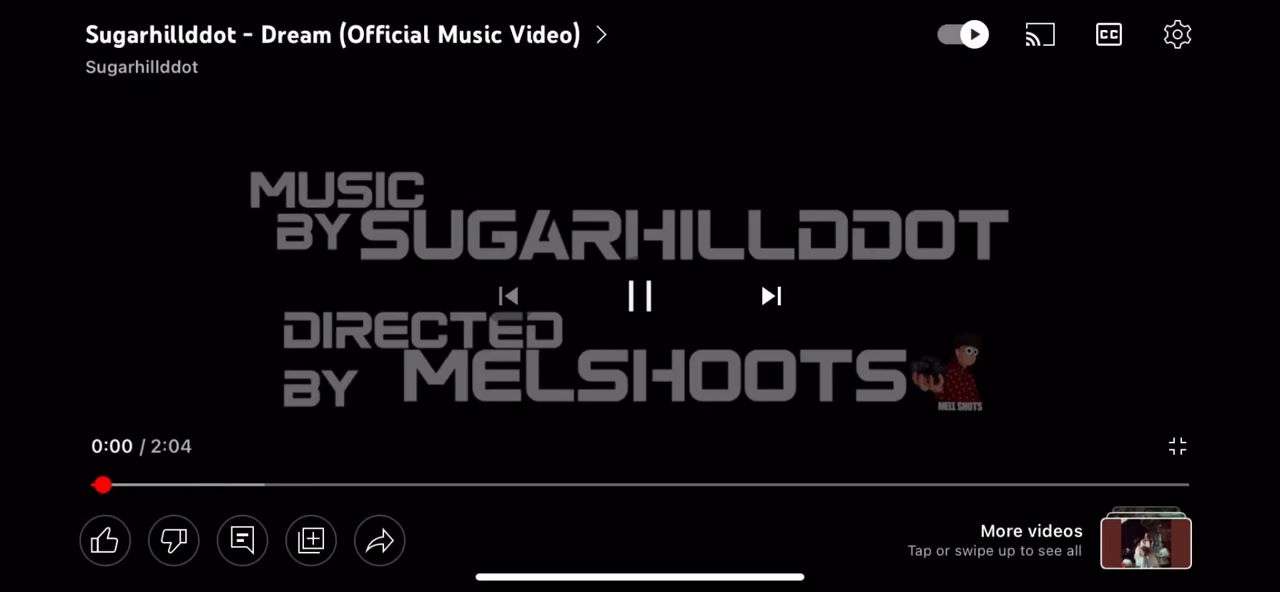 Sugarhillddot - Dream (Official Music Video)
Sugarhillddot
CC
MUSIC
BY SUGARHILLDDOT
DIRECTED
BY MELSHOOTS
MELL SHOTS
0:00 / 2:04
More videos
Tap or swipe up to see all